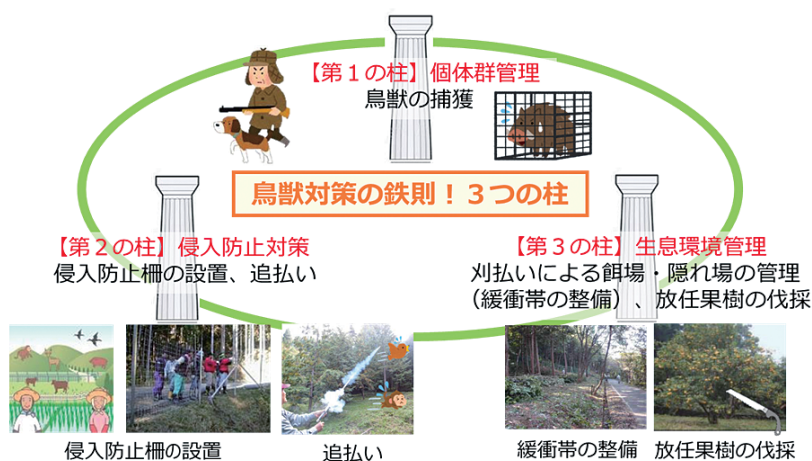 【第１の柱】個体群管理
鳥獣の捕獲
鳥獣対策の鉄則！３つの柱
【第２の柱】侵入防止対策
侵入防止柵の設置、追払い
【第３の柱】生息環境管理
刈払いによる餌場・隠れ場の管理
（緩衝帯の整備）、放任果樹の伐採
侵入防止柵の設置
追払い
緩衝帯の整備
放任果樹の伐採